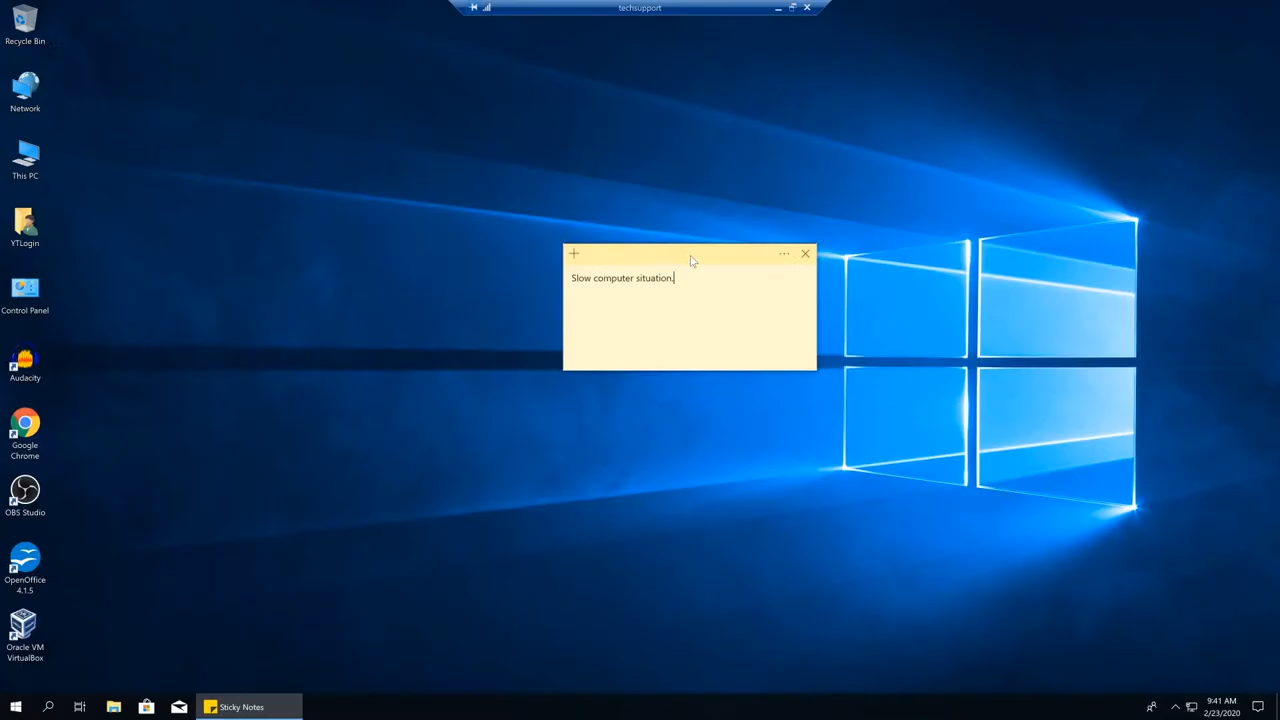 techsupport
Recycle Bin
Network
This PC
YTLogin
Control Panel
Audacity
Google
Chrome
OBS Studio
OpenOffice
4.1.5
Oracle VM
VirtualBox
Slow computer situation.
Sticky Notes
9:41 AM
2/23/2020